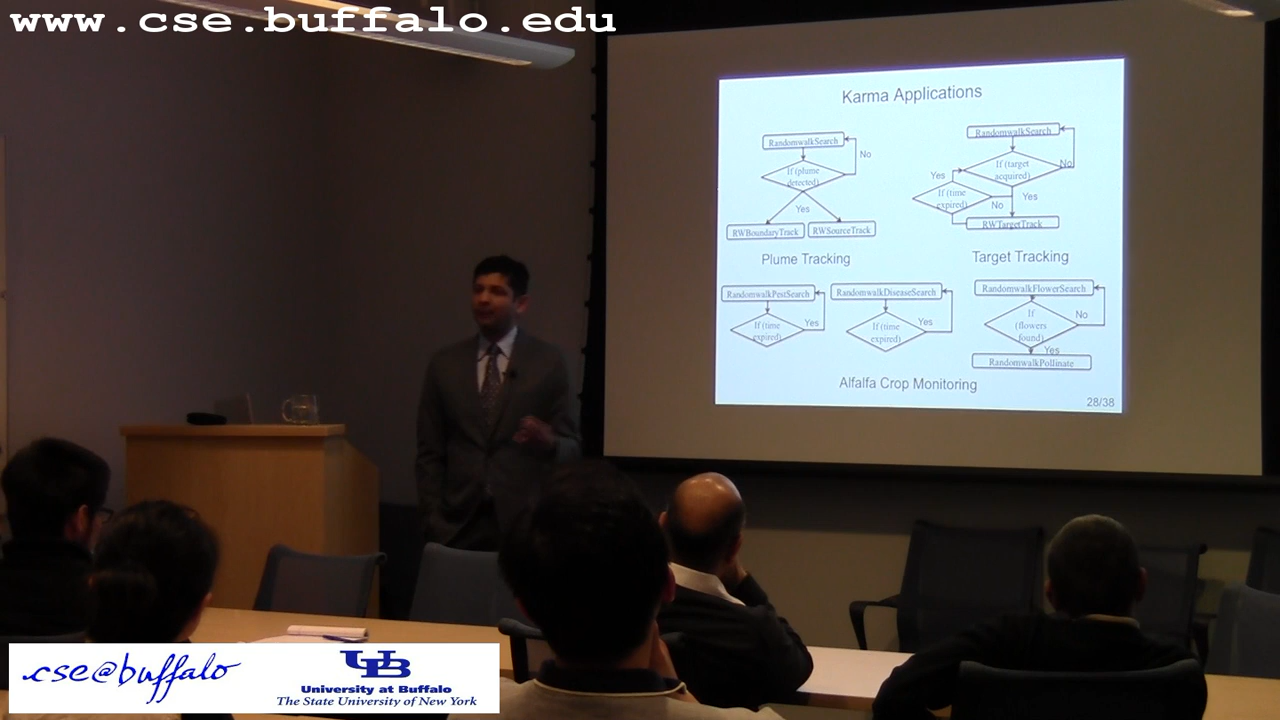 www.cse.buffalo.edu
Karma Applications
RandomwalkSearch
No
If (plume
detected)
Yes
RWBoundaryTrack
RWSourceTrack
Plume Tracking
RandomwalkSearch
If (target
acquired)
No
Yes
If (time
expired)
No
Yes
RWTargetTrack
Target Tracking
RandomwalkPestSearch
If (time
expired)
Yes
RandomwalkDiseaseSearch
If (time
expired)
Yes
RandomwalkFlowerSearch
If
(flowers
found)
No
Yes
RandomwalkPollinate
Alfalfa Crop Monitoring
28/38
cse@buffalo
UB
University at Buffalo
The State University of New York